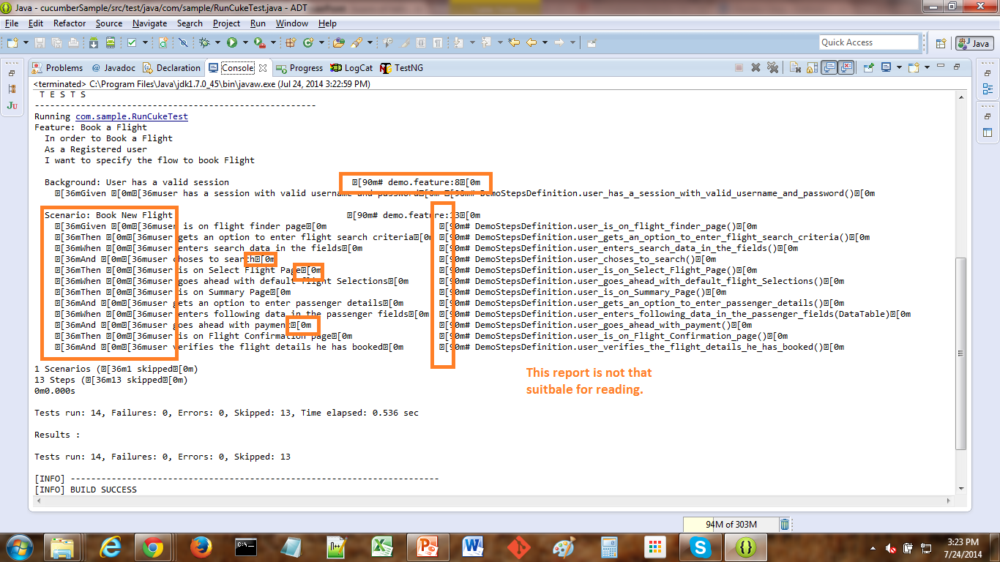 Java - cucumberSample/src/test/java/com/sample/RunCukeTest.java - ADT
File Edit Refactor Source Navigate Search Project Run Window Help
Quick Access
Java
Problems @ Javadoc Declaration Console Progress LogCat TestNG
<terminated> C:\Program Files\Java\jdk1.7.0_45\bin\javaw.exe (Jul 24, 2014 3:22:59 PM)
T E S T S
-------------------------------------------------------
Running com.sample.RunCukeTest
Feature: Book a Flight
In order to Book a Flight
As a Registered user
I want to specify the flow to book Flight
Background: User has a valid session [90m# demo.feature:8[0m
[36mGiven [0m[36muser has a session with valid username and password[0m [90m# DemoStepsDefinition.user_has_a_session_with_valid_username_and_password()[0m
Scenario: Book New Flight [90m# demo.feature:13[0m
[36mGiven [0m[36muser is on flight finder page[0m [90m# DemoStepsDefinition.user_is_on_flight_finder_page()[0m
[36mThen [0m[36muser gets an option to enter flight search criteria[0m [90m# DemoStepsDefinition.user_gets_an_option_to_enter_flight_search_criteria()[0m
[36mWhen [0m[36muser enters search data in the fields[0m [90m# DemoStepsDefinition.user_enters_search_data_in_the_fields()[0m
[36mAnd [0m[36muser choses to search[0m [90m# DemoStepsDefinition.user_choses_to_search()[0m
[36mThen [0m[36muser is on Select Flight Page[0m [90m# DemoStepsDefinition.user_is_on_Select_Flight_Page()[0m
[36mWhen [0m[36muser goes ahead with default flight Selections[0m [90m# DemoStepsDefinition.user_goes_ahead_with_default_flight_Selections()[0m
[36mThen [0m[36muser is on Summary Page[0m [90m# DemoStepsDefinition.user_is_on_Summary_Page()[0m
[36mAnd [0m[36muser gets an option to enter passenger details[0m [90m# DemoStepsDefinition.user_gets_an_option_to_enter_passenger_details()[0m
[36mWhen [0m[36muser enters following data in the passenger fields[0m [90m# DemoStepsDefinition.user_enters_following_data_in_the_passenger_fields(DataTable)[0m
[36mAnd [0m[36muser goes ahead with payment[0m [90m# DemoStepsDefinition.user_goes_ahead_with_payment()[0m
[36mThen [0m[36muser is on Flight Confirmation page[0m [90m# DemoStepsDefinition.user_is_on_Flight_Confirmation_page()[0m
[36mAnd [0m[36muser verifies the flight details he has booked[0m [90m# DemoStepsDefinition.user_verifies_the_flight_details_he_has_booked()[0m
1 Scenarios ([36m1 skipped[0m)
13 Steps ([36m13 skipped[0m)
0m0.000s
This report is not that
suitbale for reading.
Tests run: 14, Failures: 0, Errors: 0, Skipped: 13, Time elapsed: 0.536 sec
Results :
Tests run: 14, Failures: 0, Errors: 0, Skipped: 13
[INFO] ------------------------------------------------------------------------
[INFO] BUILD SUCCESS
94M of 303M
3:23 PM
7/24/2014